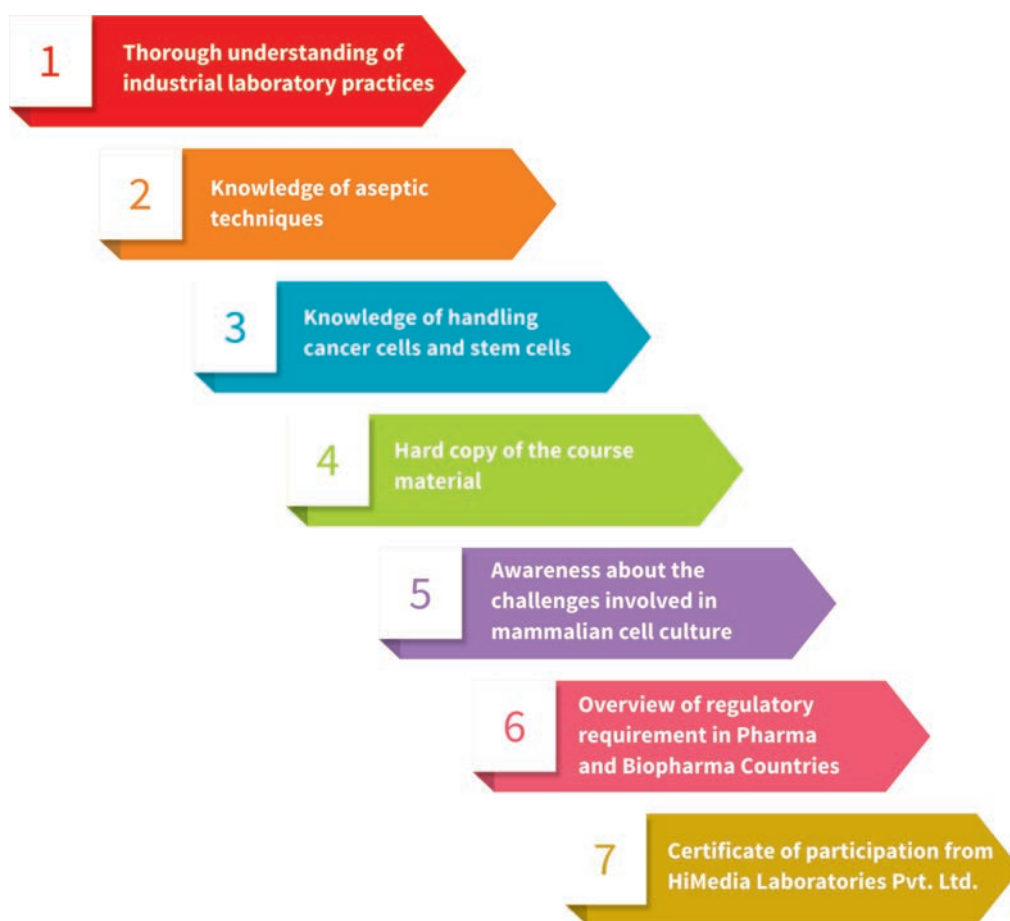 1
Thorough understanding of
industrial laboratory practices
2
Knowledge of aseptic
techniques
3
Knowledge of handling
cancer cells and stem cells
4
Hard copy of the course
material
5
Awareness about the
challenges involved in
mammalian cell culture
6
Overview of regulatory
requirement in Pharma
and Biopharma Countries
7
Certificate of participation from
HiMedia Laboratories Pvt. Ltd.